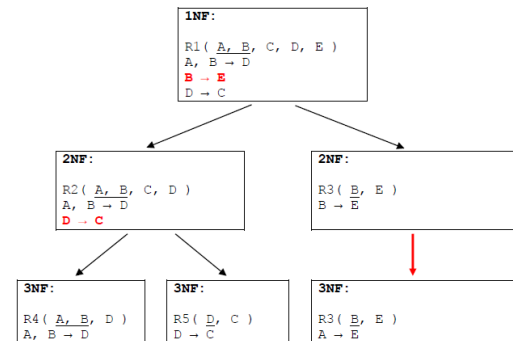 1NF:
R1( A, B, C, D, E )
A, B → D
B → E
D → C
2NF:
R2( A, B, C, D )
A, B → D
D → C
2NF:
R3( B, E )
B → E
3NF:
R4( A, B, D )
A, B → D
3NF:
R5( D, C )
D → C
3NF:
R3( B, E )
A → E